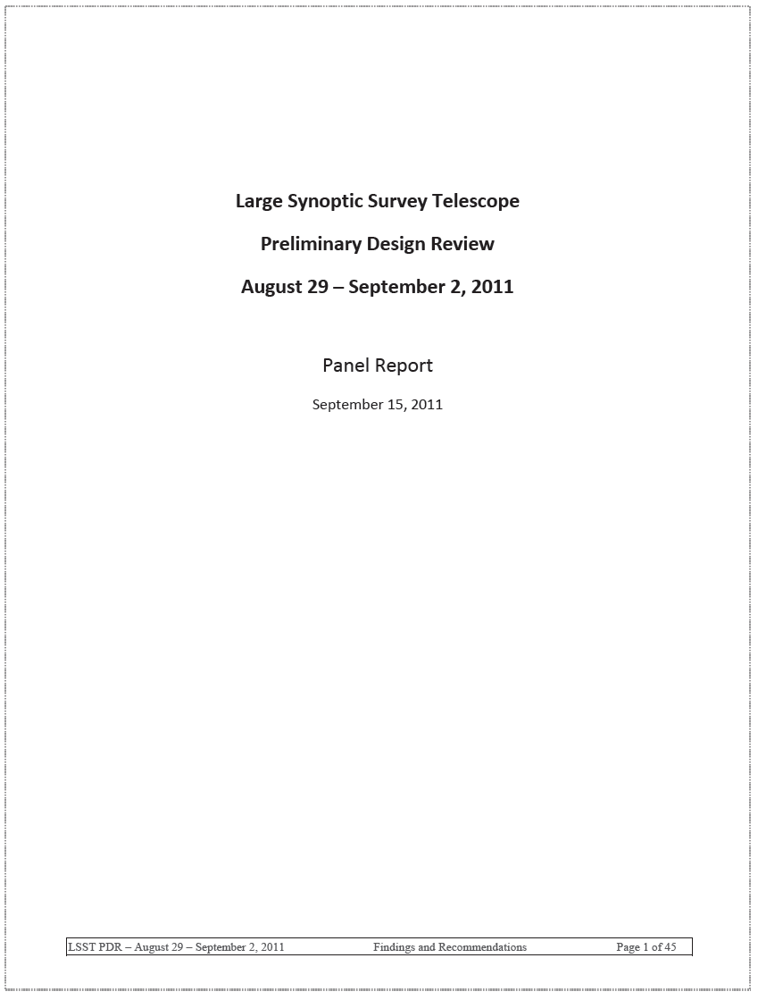 Large Synoptic Survey Telescope
Preliminary Design Review
August 29 – September 2, 2011
Panel Report
September 15, 2011
LSST PDR – August 29 – September 2, 2011 Findings and Recommendations Page 1 of 45